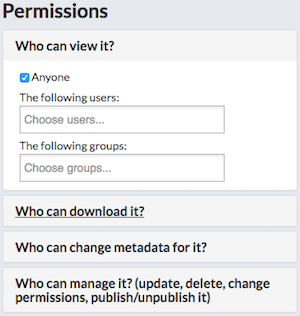 Permissions
Who can view it?
Anyone
The following users:
Choose users...
The following groups:
Choose groups...
Who can download it?
Who can change metadata for it?
Who can manage it? (update, delete, change
permissions, publish/unpublish it)